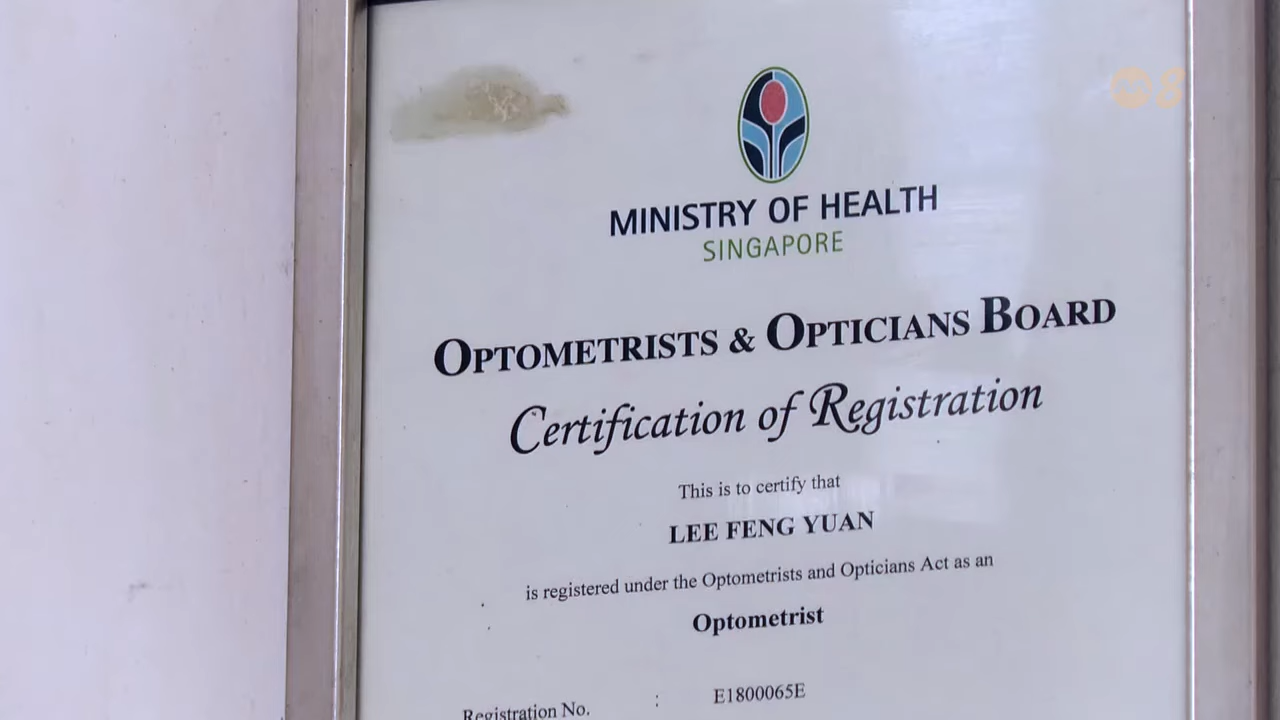 8
MINISTRY OF HEALTH
SINGAPORE
OPTOMETRISTS & OPTICIANS BOARD
Certification of Registration
This is to certify that
LEE FENG YUAN
is registered under the Optometrists and Opticians Act as an
Optometrist
Registration No. : E1800065E